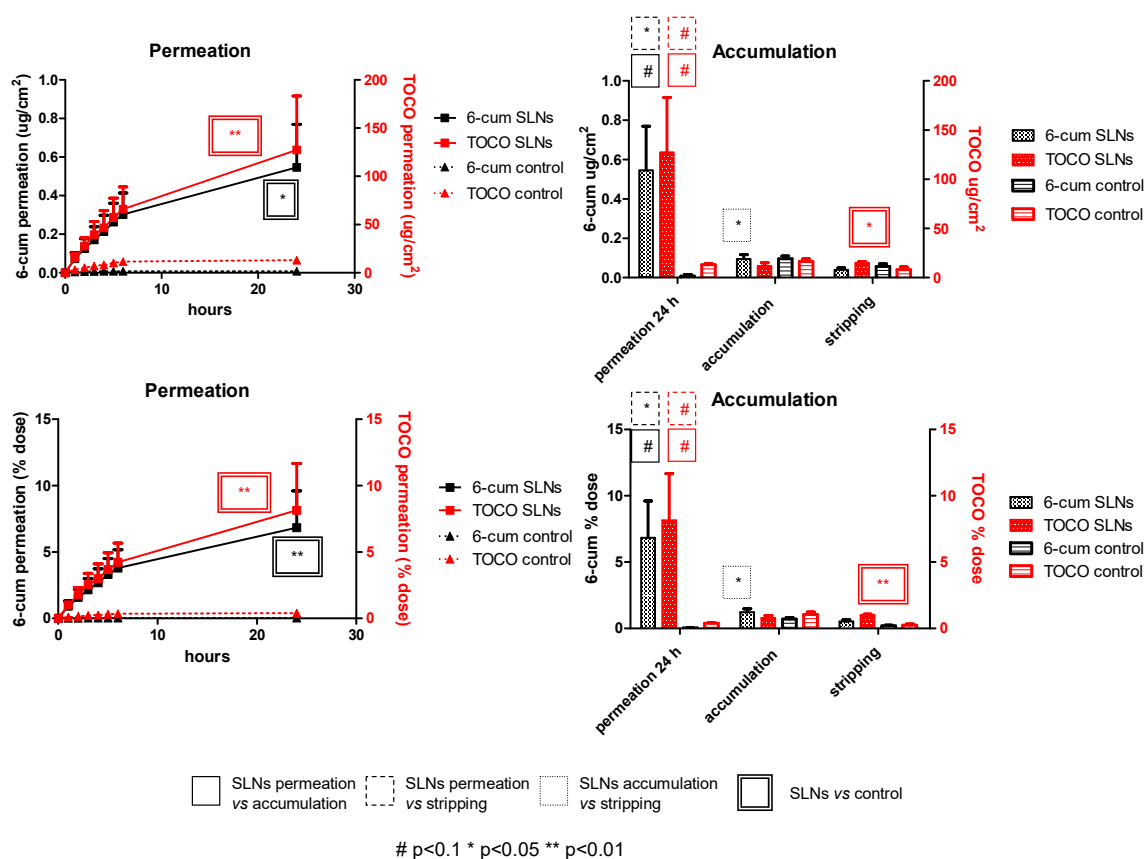 Permeation
6-cum permeation (ug/cm2)
1.0
0.8
0.6
0.4
0.2
0.0
0
10
20
30
hours
200
150
100
50
0
TOCO permeation (ug/cm2)
**
*
6-cum SLNs
TOCO SLNs
6-cum control
TOCO control
* #
# #
Accumulation
6-cum ug/cm2
1.0
0.8
0.6
0.4
0.2
0.0
*
*
permeation 24 h
accumulation
stripping
200
150
100
50
0
TOCO ug/cm2
6-cum SLNs
TOCO SLNs
6-cum control
TOCO control
Permeation
6-cum permeation (% dose)
15
10
5
0
0
10
20
30
hours
15
10
5
0
TOCO permeation (% dose)
**
**
6-cum SLNs
TOCO SLNs
6-cum control
TOCO control
* #
# #
Accumulation
6-cum % dose
15
10
5
0
*
**
permeation 24 h
accumulation
stripping
15
10
5
0
TOCO % dose
6-cum SLNs
TOCO SLNs
6-cum control
TOCO control
SLNs permeation
vs accumulation
SLNs permeation
vs stripping
SLNs accumulation
vs stripping
SLNs vs control
# p<0.1 * p<0.05 ** p<0.01